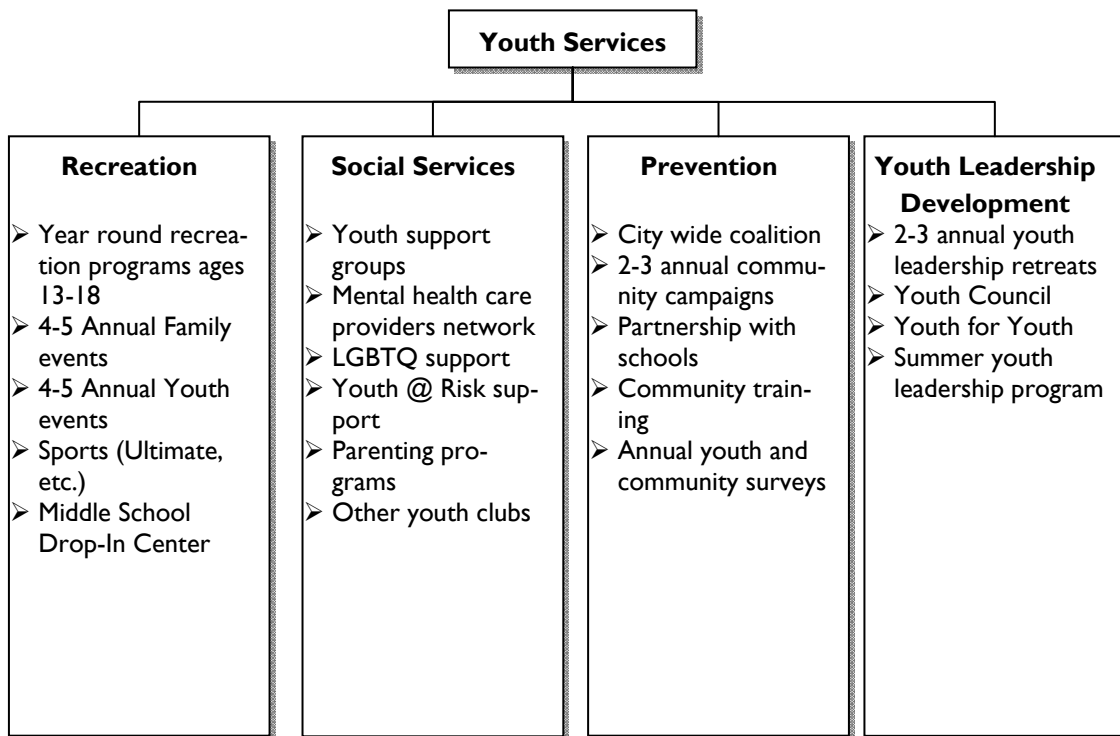 Youth Services
Recreation
➢ Year round recrea-
tion programs ages
13-18
➢ 4-5 Annual Family
events
➢ 4-5 Annual Youth
events
➢ Sports (Ultimate,
etc.)
➢ Middle School
Drop-In Center
Social Services
➢ Youth support
groups
➢ Mental health care
providers network
➢ LGBTQ support
➢ Youth @ Risk sup-
port
➢ Parenting pro-
grams
➢ Other youth clubs
Prevention
➢ City wide coalition
➢ 2-3 annual commu-
nity campaigns
➢ Partnership with
schools
➢ Community train-
ing
➢ Annual youth and
community surveys
Youth Leadership
Development
➢ 2-3 annual youth
leadership retreats
➢ Youth Council
➢ Youth for Youth
➢ Summer youth
leadership program